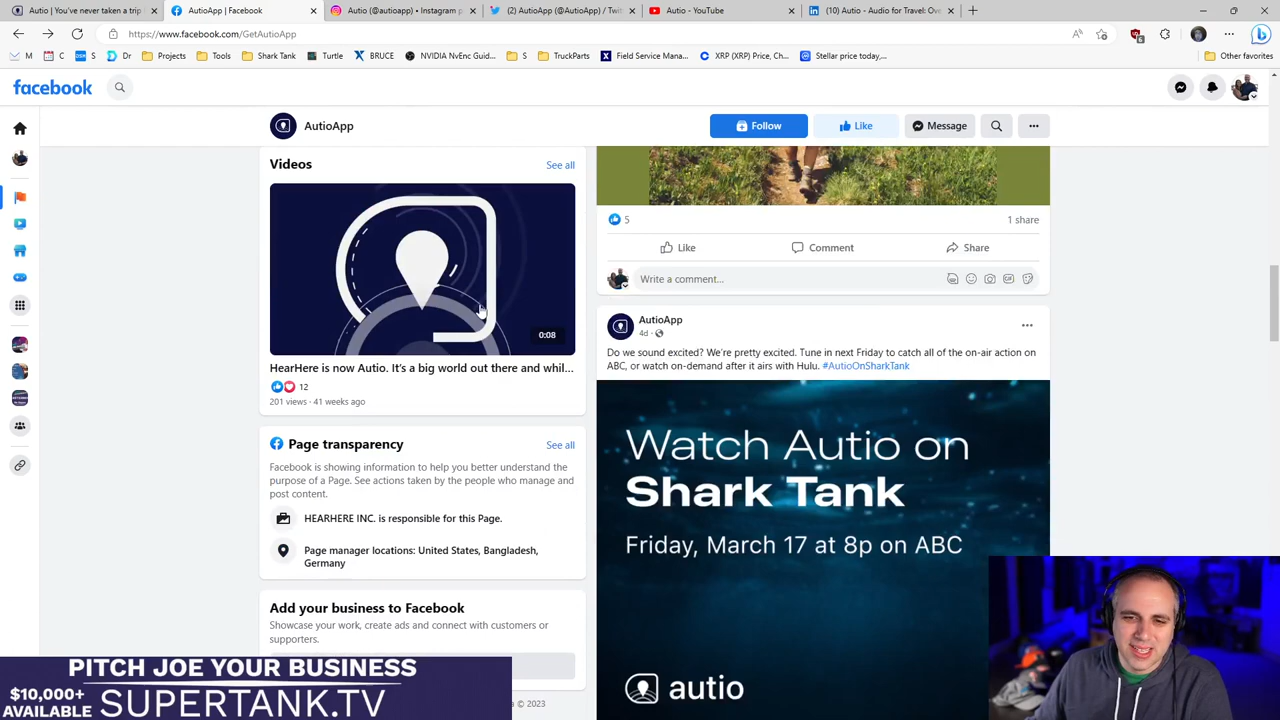 Autio | You've never taken a trip
AutioApp | Facebook
Autio (@autioapp) • Instagram p
(2) AutioApp (@AutioApp) / Twit
Autio - YouTube
(10) Autio - Audio for Travel: Ove
https://www.facebook.com/GetAutioApp
M
C
S
Dr
Projects
Tools
Shark Tank
Turtle
BRUCE
NVIDIA NvEnc Gui...
S
TruckParts
Field Service Mana...
XRP (XRP) Price, Ch...
Stellar price today,...
Other favorites
facebook
AutioApp
Follow
Like
Message
Videos
See all
0:08
HearHere is now Autio. It's a big world out there and whil...
12
201 views · 41 weeks ago
Page transparency
See all
Facebook is showing information to help you better understand the
purpose of a Page. See actions taken by the people who manage and
post content.
HEARHERE INC. is responsible for this Page.
Page manager locations: United States, Bangladesh,
Germany
Add your business to Facebook
Showcase your work, create ads and connect with customers or
supporters.
© 2023
5
1 share
Like
Comment
Share
Write a comment...
AutioApp
4d
Do we sound excited? We're pretty excited. Tune in next Friday to catch all of the on-air action on
ABC, or watch on-demand after it airs with Hulu. #AutioOnSharkTank
Watch Autio on
Shark Tank
Friday, March 17 at 8p on ABC
autio
PITCH JOE YOUR BUSINESS
$10,000+
AVAILABLE
SUPERTANK.TV